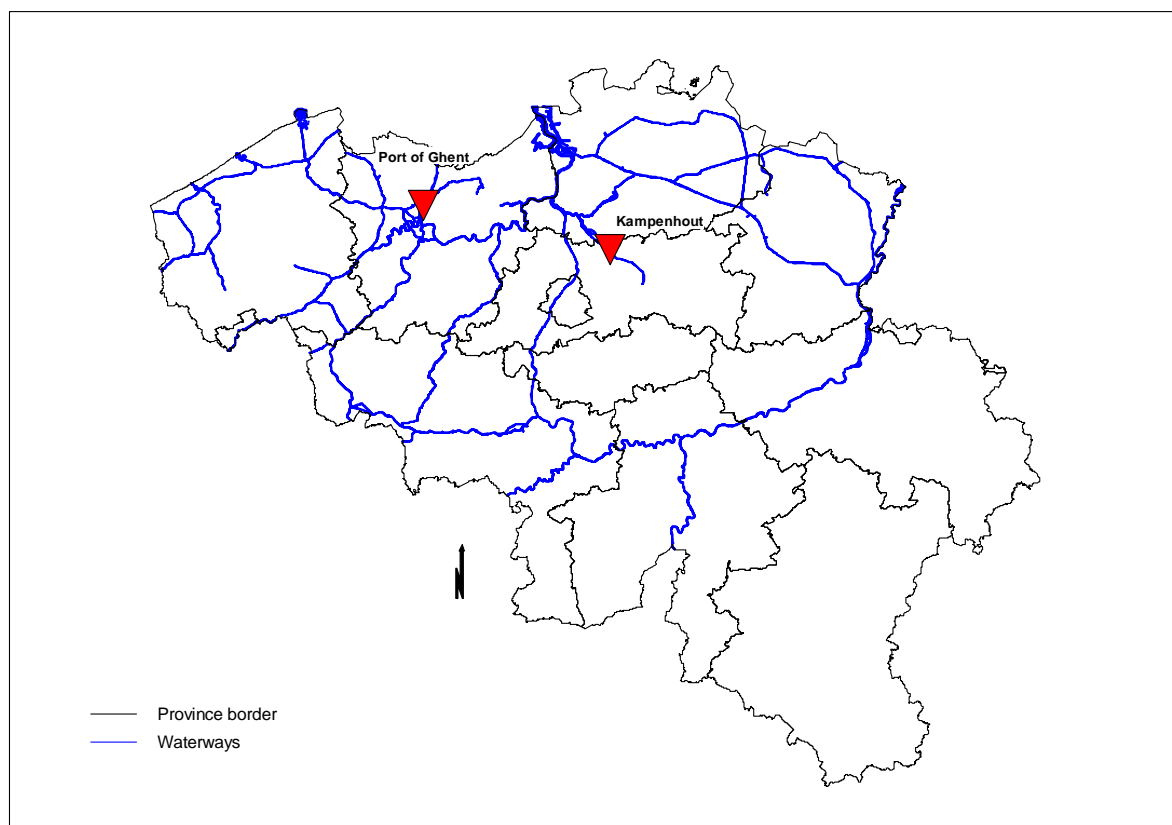 Port of Ghent
Kampenhout
N
Province border
Waterways